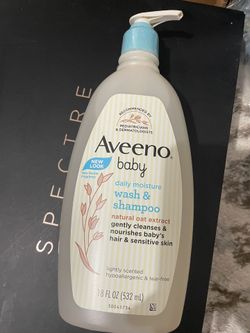 RECOMMENDED BY
PEDIATRICIANS
& DERMATOLOGISTS
Aveeno
baby
NEW
LOOK
daily moisture
wash &
shampoo
natural oat extract
gently cleanses &
nourishes baby's
hair & sensitive skin
lightly scented
hypoallergenic & tear-free
18 FL OZ (532 mL)
SPECTRE